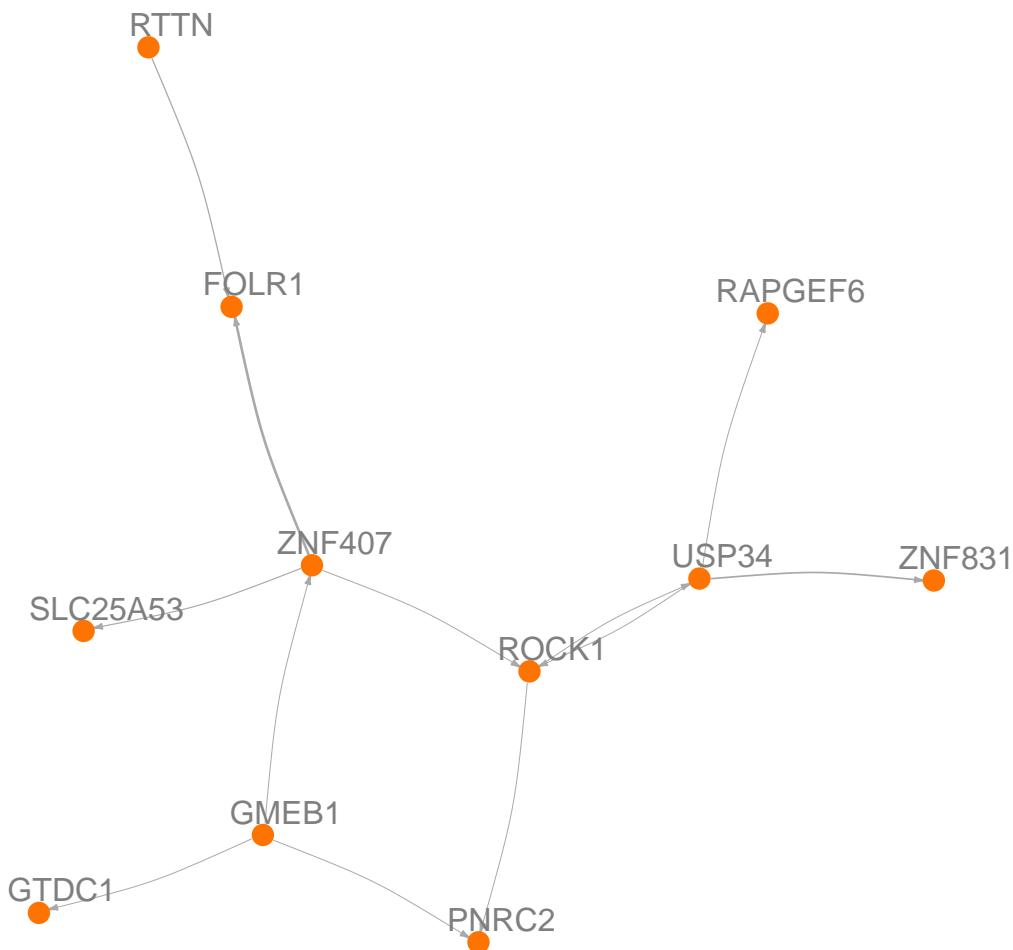 RTTN
FOLR1
RAPGEF6
ZNF407
USP34
ZNF831
SLC25A53
ROCK1
GMEB1
GTDC1
PNRC2